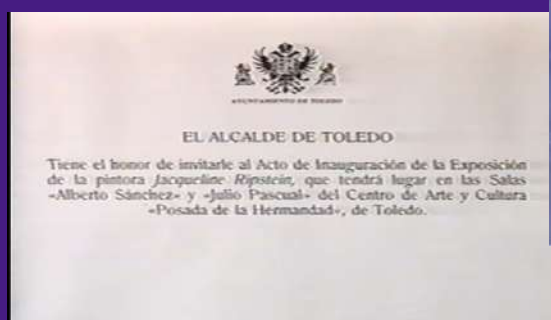 AYUNTAMIENTO DE TOLEDO
EL ALCALDE DE TOLEDO
Tiene el honor de invitarle al Acto de Inauguración de la Exposición
de la pintora Jacqueline Ripstein, que tendrá lugar en las Salas
«Alberto Sánchez» y «Julio Pascual» del Centro de Arte y Cultura
«Posada de la Hermandad», de Toledo.